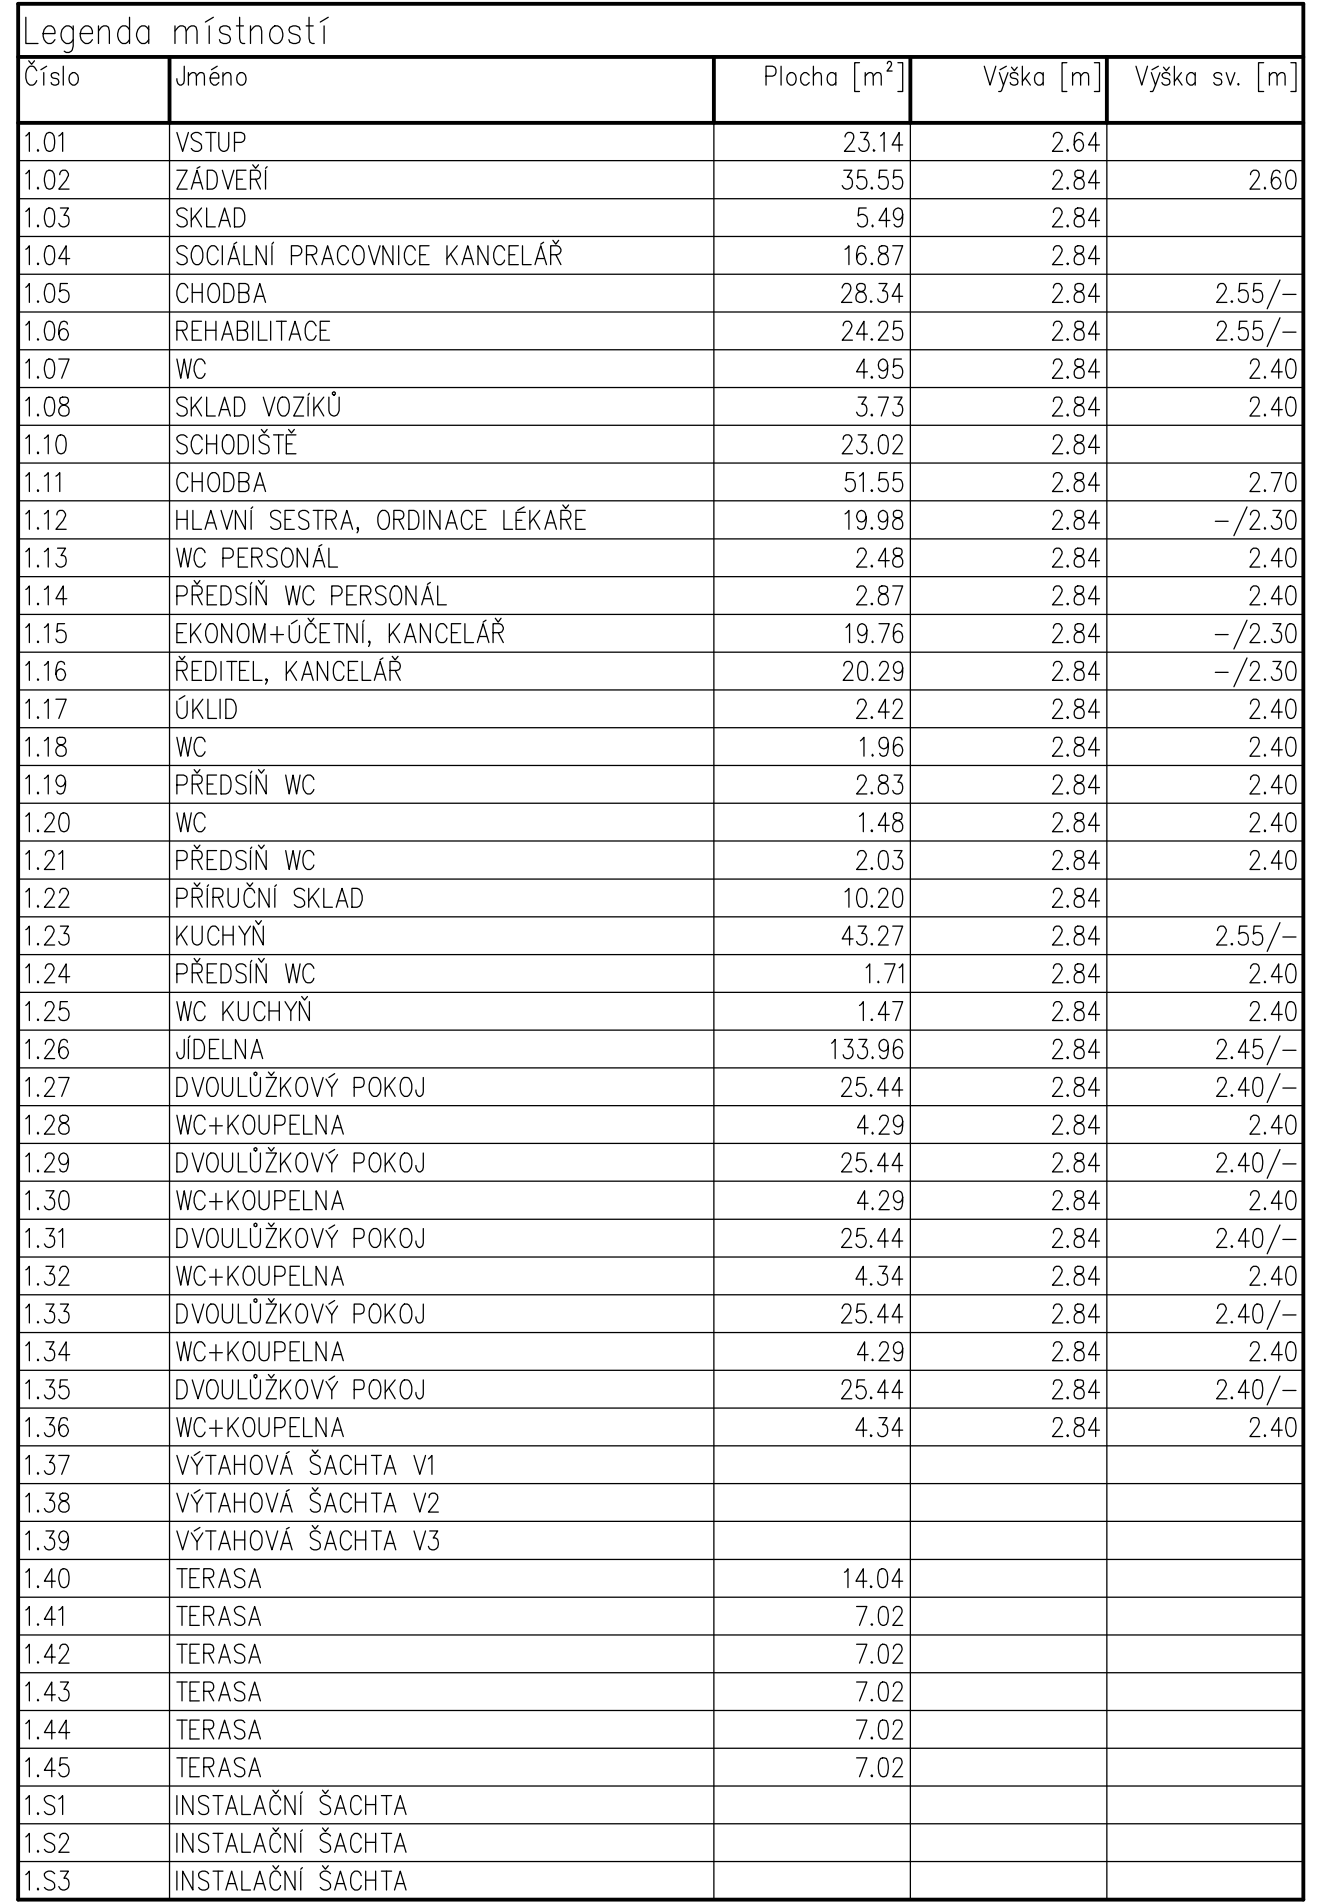 Legenda místností
Číslo Jméno Plocha [m²] Výška [m] Výška sv. [m]
1.01 VSTUP 23.14 2.64
1.02 ZÁDVEŘÍ 35.55 2.84 2.60
1.03 SKLAD 5.49 2.84
1.04 SOCIÁLNÍ PRACOVNICE KANCELÁŘ 16.87 2.84
1.05 CHODBA 28.34 2.84 2.55/–
1.06 REHABILITACE 24.25 2.84 2.55/–
1.07 WC 4.95 2.84 2.40
1.08 SKLAD VOZÍKŮ 3.73 2.84 2.40
1.10 SCHODIŠTĚ 23.02 2.84
1.11 CHODBA 51.55 2.84 2.70
1.12 HLAVNÍ SESTRA, ORDINACE LÉKAŘE 19.98 2.84 –/2.30
1.13 WC PERSONÁL 2.48 2.84 2.40
1.14 PŘEDSÍŇ WC PERSONÁL 2.87 2.84 2.40
1.15 EKONOM+ÚČETNÍ, KANCELÁŘ 19.76 2.84 –/2.30
1.16 ŘEDITEL, KANCELÁŘ 20.29 2.84 –/2.30
1.17 ÚKLID 2.42 2.84 2.40
1.18 WC 1.96 2.84 2.40
1.19 PŘEDSÍŇ WC 2.83 2.84 2.40
1.20 WC 1.48 2.84 2.40
1.21 PŘEDSÍŇ WC 2.03 2.84 2.40
1.22 PŘÍRUČNÍ SKLAD 10.20 2.84
1.23 KUCHYŇ 43.27 2.84 2.55/–
1.24 PŘEDSÍŇ WC 1.71 2.84 2.40
1.25 WC KUCHYŇ 1.47 2.84 2.40
1.26 JÍDELNA 133.96 2.84 2.45/–
1.27 DVOULŮŽKOVÝ POKOJ 25.44 2.84 2.40/–
1.28 WC+KOUPELNA 4.29 2.84 2.40
1.29 DVOULŮŽKOVÝ POKOJ 25.44 2.84 2.40/–
1.30 WC+KOUPELNA 4.29 2.84 2.40
1.31 DVOULŮŽKOVÝ POKOJ 25.44 2.84 2.40/–
1.32 WC+KOUPELNA 4.34 2.84 2.40
1.33 DVOULŮŽKOVÝ POKOJ 25.44 2.84 2.40/–
1.34 WC+KOUPELNA 4.29 2.84 2.40
1.35 DVOULŮŽKOVÝ POKOJ 25.44 2.84 2.40/–
1.36 WC+KOUPELNA 4.34 2.84 2.40
1.37 VÝTAHOVÁ ŠACHTA V1
1.38 VÝTAHOVÁ ŠACHTA V2
1.39 VÝTAHOVÁ ŠACHTA V3
1.40 TERASA 14.04
1.41 TERASA 7.02
1.42 TERASA 7.02
1.43 TERASA 7.02
1.44 TERASA 7.02
1.45 TERASA 7.02
1.S1 INSTALAČNÍ ŠACHTA
1.S2 INSTALAČNÍ ŠACHTA
1.S3 INSTALAČNÍ ŠACHTA